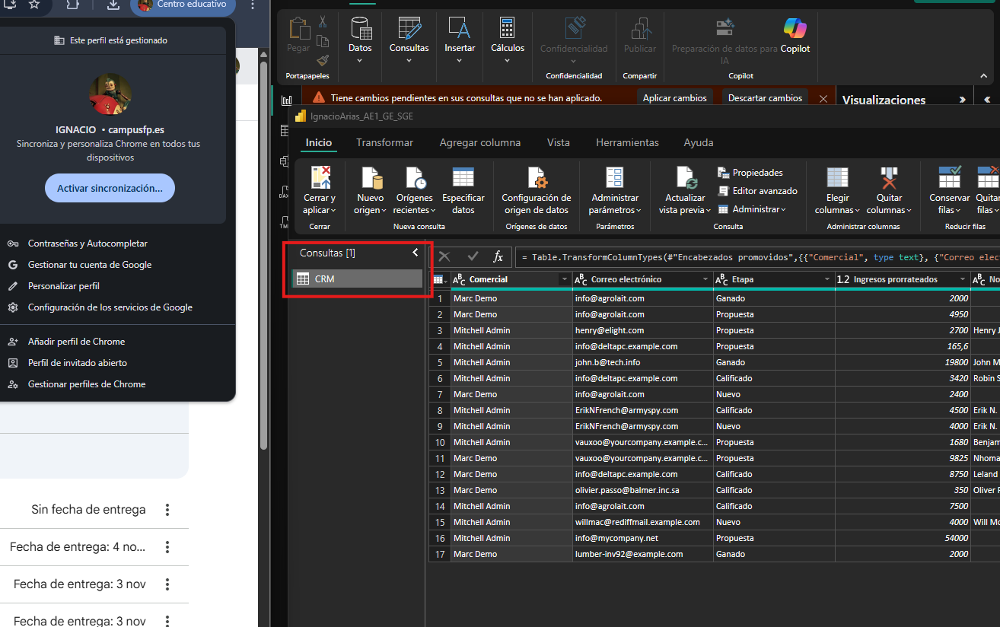 Centro educativo
Este perfil está gestionado
IGNACIO • campusfp.es
Sincroniza y personaliza Chrome en todos tus
dispositivos
Activar sincronización...
Contraseñas y Autocompletar
Gestionar tu cuenta de Google
Personalizar perfil
Configuración de los servicios de Google
Añadir perfil de Chrome
Perfil de invitado abierto
Gestionar perfiles de Chrome
Sin fecha de entrega
Fecha de entrega: 4 no...
Fecha de entrega: 3 nov
Fecha de entrega: 3 nov
Pegar
Portapapeles
Datos
Consultas
Insertar
Cálculos
Confidencialidad
Confidencialidad
Publicar
Compartir
Preparación de datos para
IA
Copilot
Copilot
Tiene cambios pendientes en sus consultas que no se han aplicado.
Aplicar cambios
Descartar cambios
Visualizaciones
DAX
IgnacioArias_AE1_GE_SGE
Inicio
Transformar
Agregar columna
Vista
Herramientas
Ayuda
Cerrar y
aplicar
Cerrar
Nuevo
origen
Orígenes
recientes
Especificar
datos
Nueva consulta
Configuración de
origen de datos
Orígenes de datos
Administrar
parámetros
Parámetros
Actualizar
vista previa
Propiedades
Editor avanzado
Administrar
Consulta
Elegir
columnas
Quitar
columnas
Administrar columnas
Conservar
filas
Quitar
filas
Reducir filas
Consultas [1]
CRM
fx
= Table.TransformColumnTypes(#"Encabezados promovidos",{{"Comercial", type text}, {"Correo elect
ABC Comercial ABC Correo electrónico ABC Etapa 1.2 Ingresos prorrateados ABC No
1 Marc Demo info@agrolait.com Ganado 2000
2 Marc Demo info@agrolait.com Propuesta 4950
3 Mitchell Admin henry@elight.com Propuesta 2700 Henry J
4 Mitchell Admin info@deltapc.example.com Propuesta 165,6
5 Mitchell Admin john.b@tech.info Ganado 19800 John M
6 Mitchell Admin info@deltapc.example.com Calificado 3420 Robin S
7 Marc Demo info@agrolait.com Nuevo 2400
8 Mitchell Admin ErikNFrench@armyspy.com Calificado 4500 Erik N.
9 Mitchell Admin ErikNFrench@armyspy.com Nuevo 4000 Erik N.
10 Mitchell Admin vauxoo@yourcompany.example.c... Propuesta 1680 Benjam
11 Marc Demo vauxoo@yourcompany.example.c... Propuesta 9825 Nhoma
12 Marc Demo info@deltapc.example.com Calificado 8750 Leland
13 Marc Demo olivier.passo@balmer.inc.sa Calificado 350 Oliver P
14 Mitchell Admin info@agrolait.com Calificado 7500
15 Mitchell Admin willmac@rediffmail.example.com Nuevo 4000 Will Mc
16 Mitchell Admin info@mycompany.net Propuesta 54000
17 Marc Demo lumber-inv92@example.com Ganado 2000